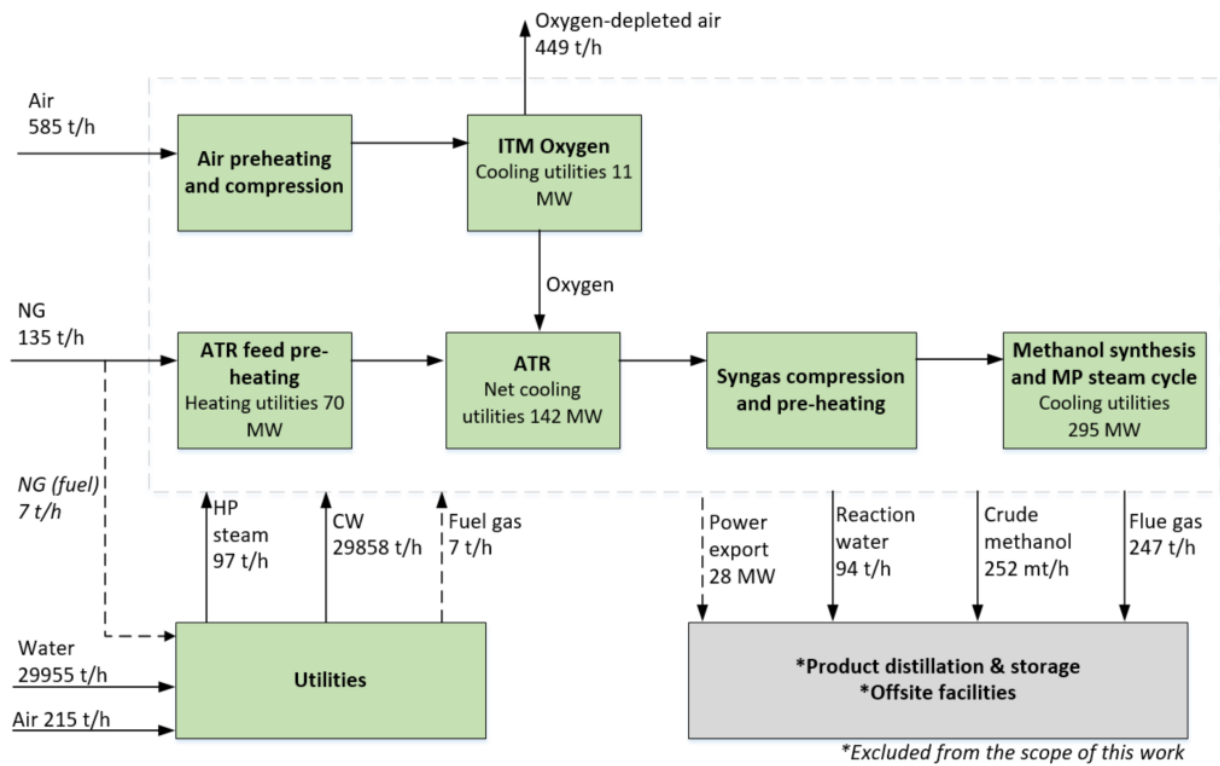 Oxygen-depleted air
449 t/h
Air
585 t/h
Air preheating
and compression
ITM Oxygen
Cooling utilities 11
MW
Oxygen
NG
135 t/h
ATR feed pre-
heating
Heating utilities 70
MW
ATR
Net cooling
utilities 142 MW
Syngas compression
and pre-heating
Methanol synthesis
and MP steam cycle
Cooling utilities
295 MW
NG (fuel)
7 t/h
HP
steam
97 t/h
CW
29858 t/h
Fuel gas
7 t/h
Power
export
28 MW
Reaction
water
94 t/h
Crude
methanol
252 mt/h
Flue gas
247 t/h
Water
29955 t/h
Air 215 t/h
Utilities
*Product distillation & storage
*Offsite facilities
*Excluded from the scope of this work